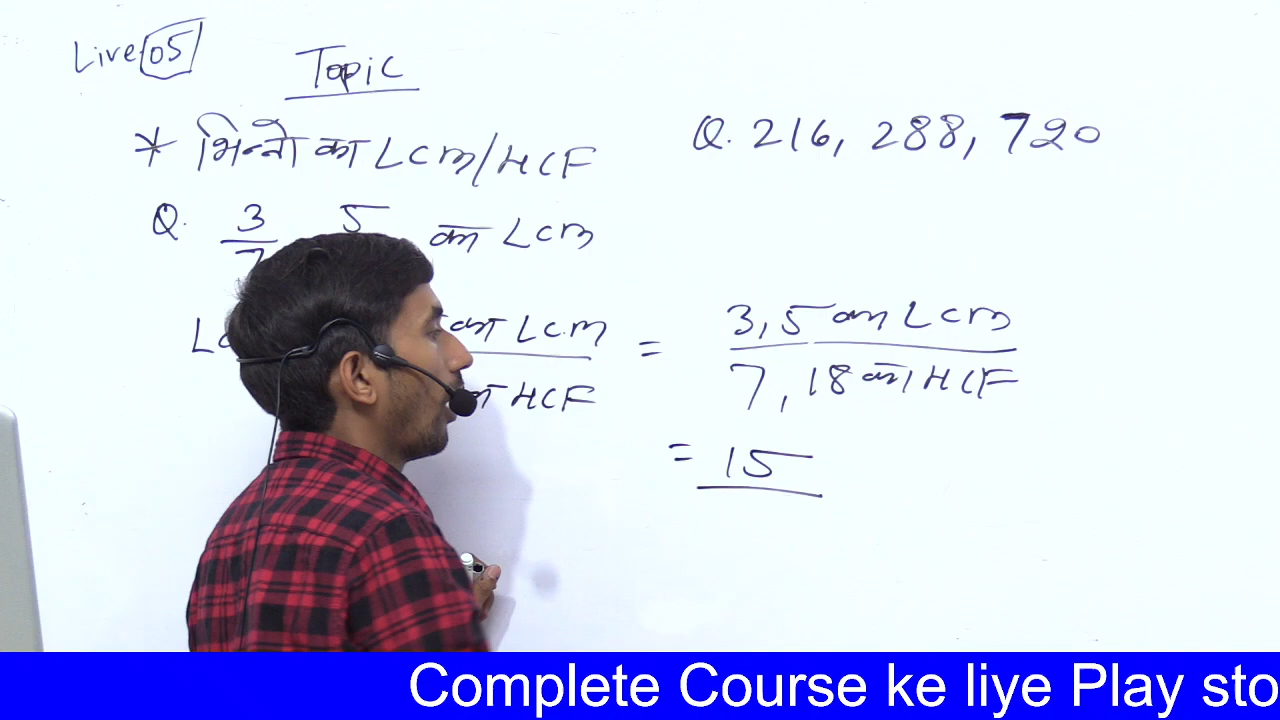 Live 05
Topic
* भिन्नो का LCM/HCF
Q. 216, 288, 720
Q. 3/7 5 का LCM
का LCM / का HCF = 3, 5 का LCM / 7, 18 का HCF
= 15
Complete Course ke liye Play sto